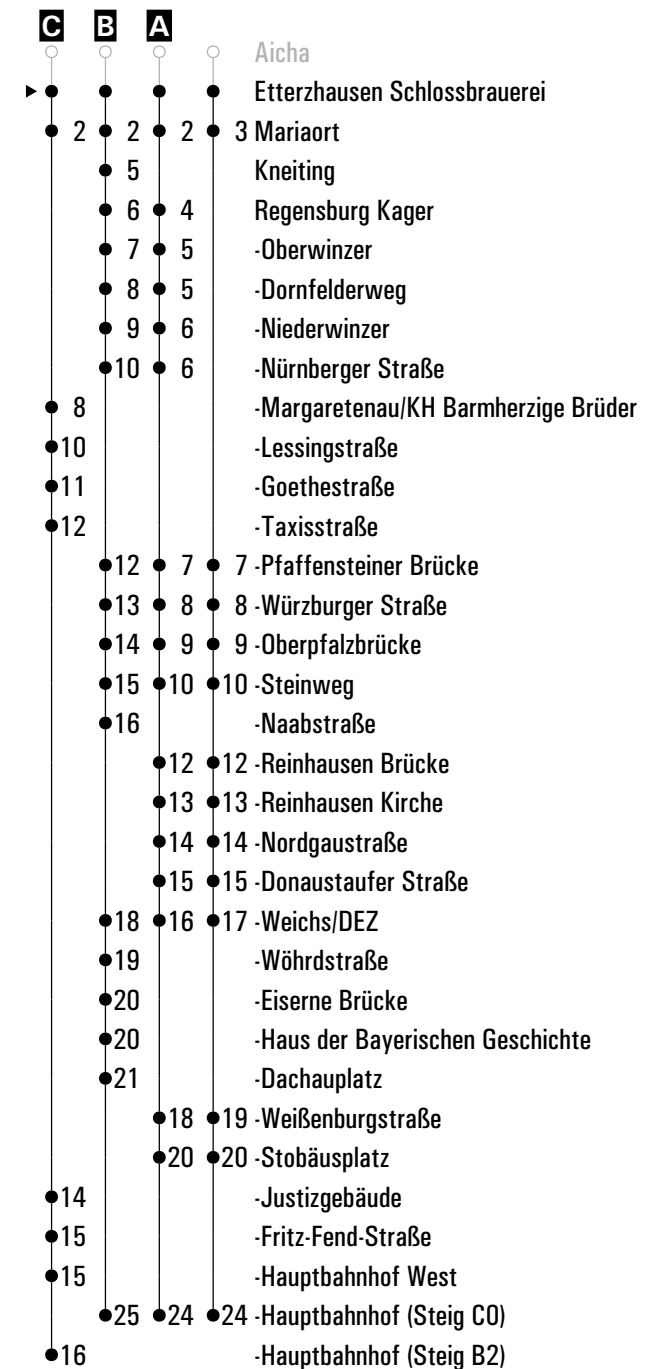 C B A
Aicha
Etterzhausen Schlossbrauerei
2 2 2 3 Mariaort
5 Kneiting
6 4 Regensburg Kager
7 5 -Oberwinzer
8 5 -Dornfelderweg
9 6 -Niederwinzer
10 6 -Nürnberger Straße
8 -Margaretenau/KH Barmherzige Brüder
10 -Lessingstraße
11 -Goethestraße
12 -Taxisstraße
12 7 7 -Pfaffensteiner Brücke
13 8 8 -Würzburger Straße
14 9 9 -Oberpfalzbrücke
15 10 10 -Steinweg
16 -Naabstraße
12 12 -Reinhausen Brücke
13 13 -Reinhausen Kirche
14 14 -Nordgaustraße
15 15 -Donaustaufer Straße
18 16 17 -Weichs/DEZ
19 -Wöhrdstraße
20 -Eiserne Brücke
20 -Haus der Bayerischen Geschichte
21 -Dachauplatz
18 19 -Weißenburgstraße
20 20 -Stobäusplatz
14 -Justizgebäude
15 -Fritz-Fend-Straße
15 -Hauptbahnhof West
25 24 24 -Hauptbahnhof (Steig C0)
16 -Hauptbahnhof (Steig B2)